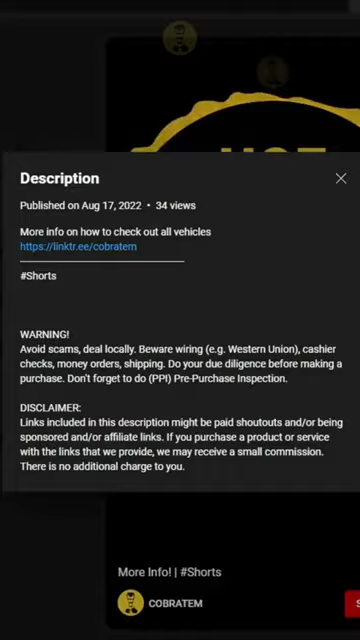 Description
Published on Aug 17, 2022 • 34 views
More info on how to check out all vehicles
https://linktr.ee/cobratem
#Shorts
WARNING!
Avoid scams, deal locally. Beware wiring (e.g. Western Union), cashier
checks, money orders, shipping. Do your due diligence before making a
purchase. Don't forget to do (PPI) Pre-Purchase Inspection.
DISCLAIMER:
Links included in this description might be paid shoutouts and/or being
sponsored and/or affiliate links. If you purchase a product or service
with the links that we provide, we may receive a small commission.
There is no additional charge to you.
More Info! | #Shorts
COBRATEM